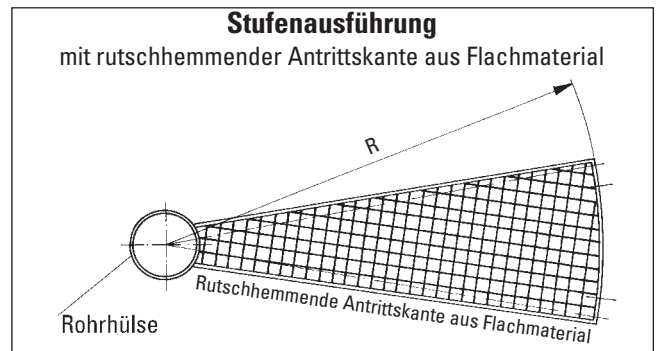 Stufenausführung
mit rutschhemmender Antrittskante aus Flachmaterial
R
Rutschhemmende Antrittskante aus Flachmaterial
Rohrhülse